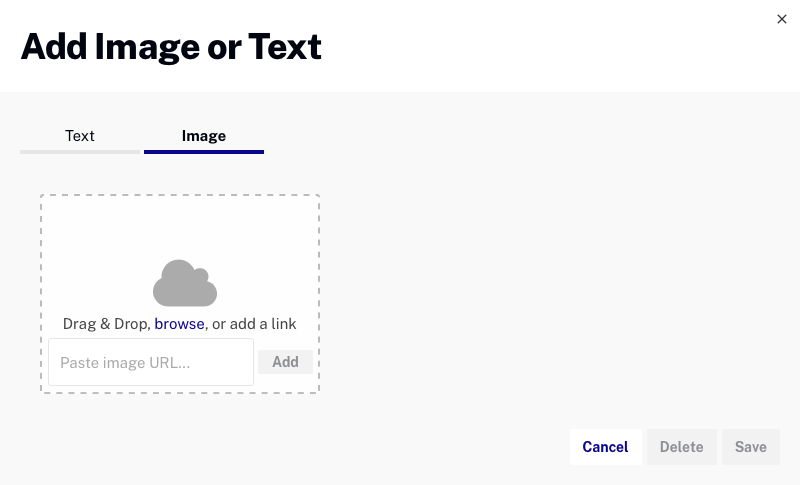 Add Image or Text
Text
Image
Drag & Drop, browse, or add a link
Paste image URL...
Add
Cancel
Delete
Save